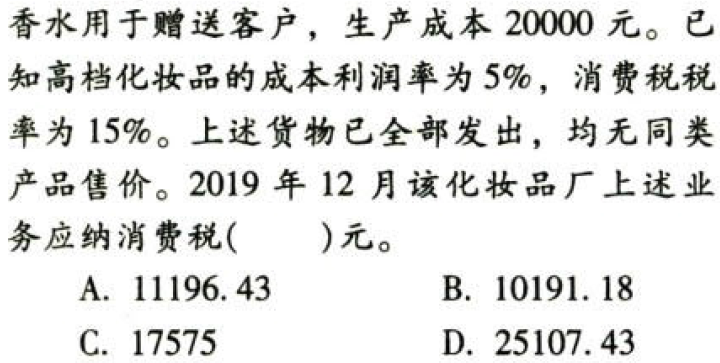 香水用于赠送客户，生产成本 20000 元。已
知高档化妆品的成本利润率为 5%，消费税税
率为 15%。上述货物已全部发出，均无同类
产品售价。2019 年 12 月该化妆品厂上述业
务应纳消费税(　　)元。
A. 11196.43　　B. 10191.18
C. 17575　　D. 25107.43